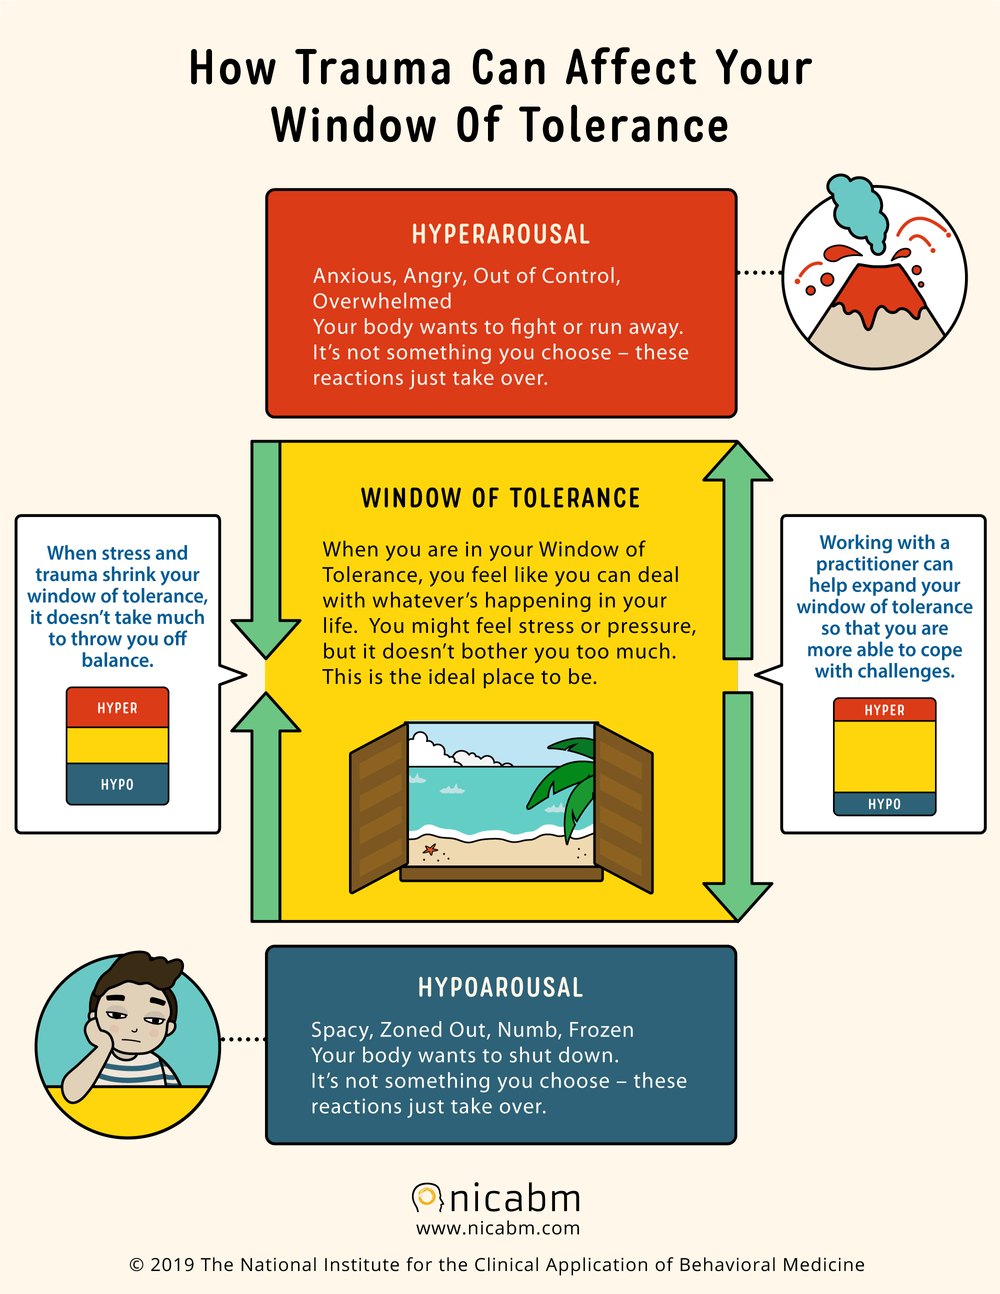 How Trauma Can Affect Your
Window Of Tolerance
HYPERAROUSAL
Anxious, Angry, Out of Control,
Overwhelmed
Your body wants to fight or run away.
It’s not something you choose – these
reactions just take over.
WINDOW OF TOLERANCE
When you are in your Window of
Tolerance, you feel like you can deal
with whatever’s happening in your
life.  You might feel stress or pressure,
but it doesn’t bother you too much.
This is the ideal place to be.
When stress and
trauma shrink your
window of tolerance,
it doesn’t take much
to throw you off
balance.
HYPER
HYPO
Working with a
practitioner can
help expand your
window of tolerance
so that you are
more able to cope
with challenges.
HYPER
HYPO
HYPOAROUSAL
Spacy, Zoned Out, Numb, Frozen
Your body wants to shut down.
It’s not something you choose – these
reactions just take over.
nicabm
www.nicabm.com
© 2019 The National Institute for the Clinical Application of Behavioral Medicine